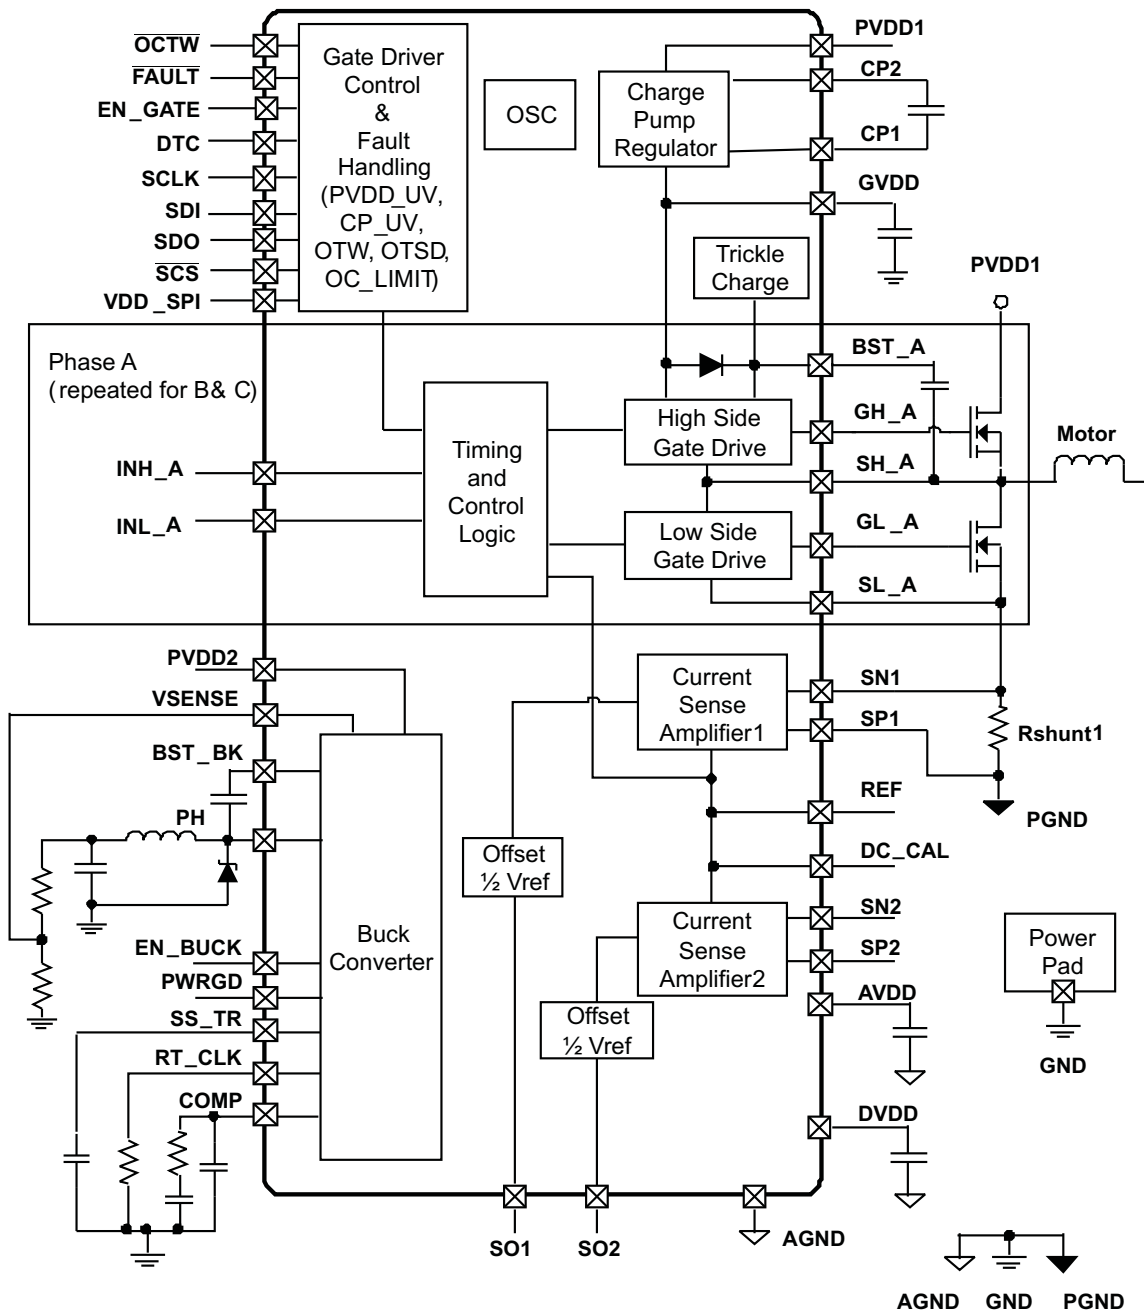 OCTW
FAULT
EN_GATE
DTC
SCLK
SDI
SDO
SCS
VDD_SPI
Gate Driver
Control
&
Fault
Handling
(PVDD_UV,
CP_UV,
OTW, OTSD,
OC_LIMIT)
OSC
Charge
Pump
Regulator
PVDD1
CP2
CP1
GVDD
Trickle
Charge
PVDD1
Phase A
(repeated for B& C)
INH_A
INL_A
Timing
and
Control
Logic
High Side
Gate Drive
Low Side
Gate Drive
BST_A
GH_A
SH_A
GL_A
SL_A
Motor
PVDD2
VSENSE
BST_BK
PH
EN_BUCK
PWRGD
SS_TR
RT_CLK
COMP
Buck
Converter
Current
Sense
Amplifier1
Offset
½ Vref
Current
Sense
Amplifier2
Offset
½ Vref
SN1
SP1
Rshunt1
PGND
REF
DC_CAL
SN2
SP2
AVDD
DVDD
Power
Pad
GND
SO1
SO2
AGND
AGND
GND
PGND